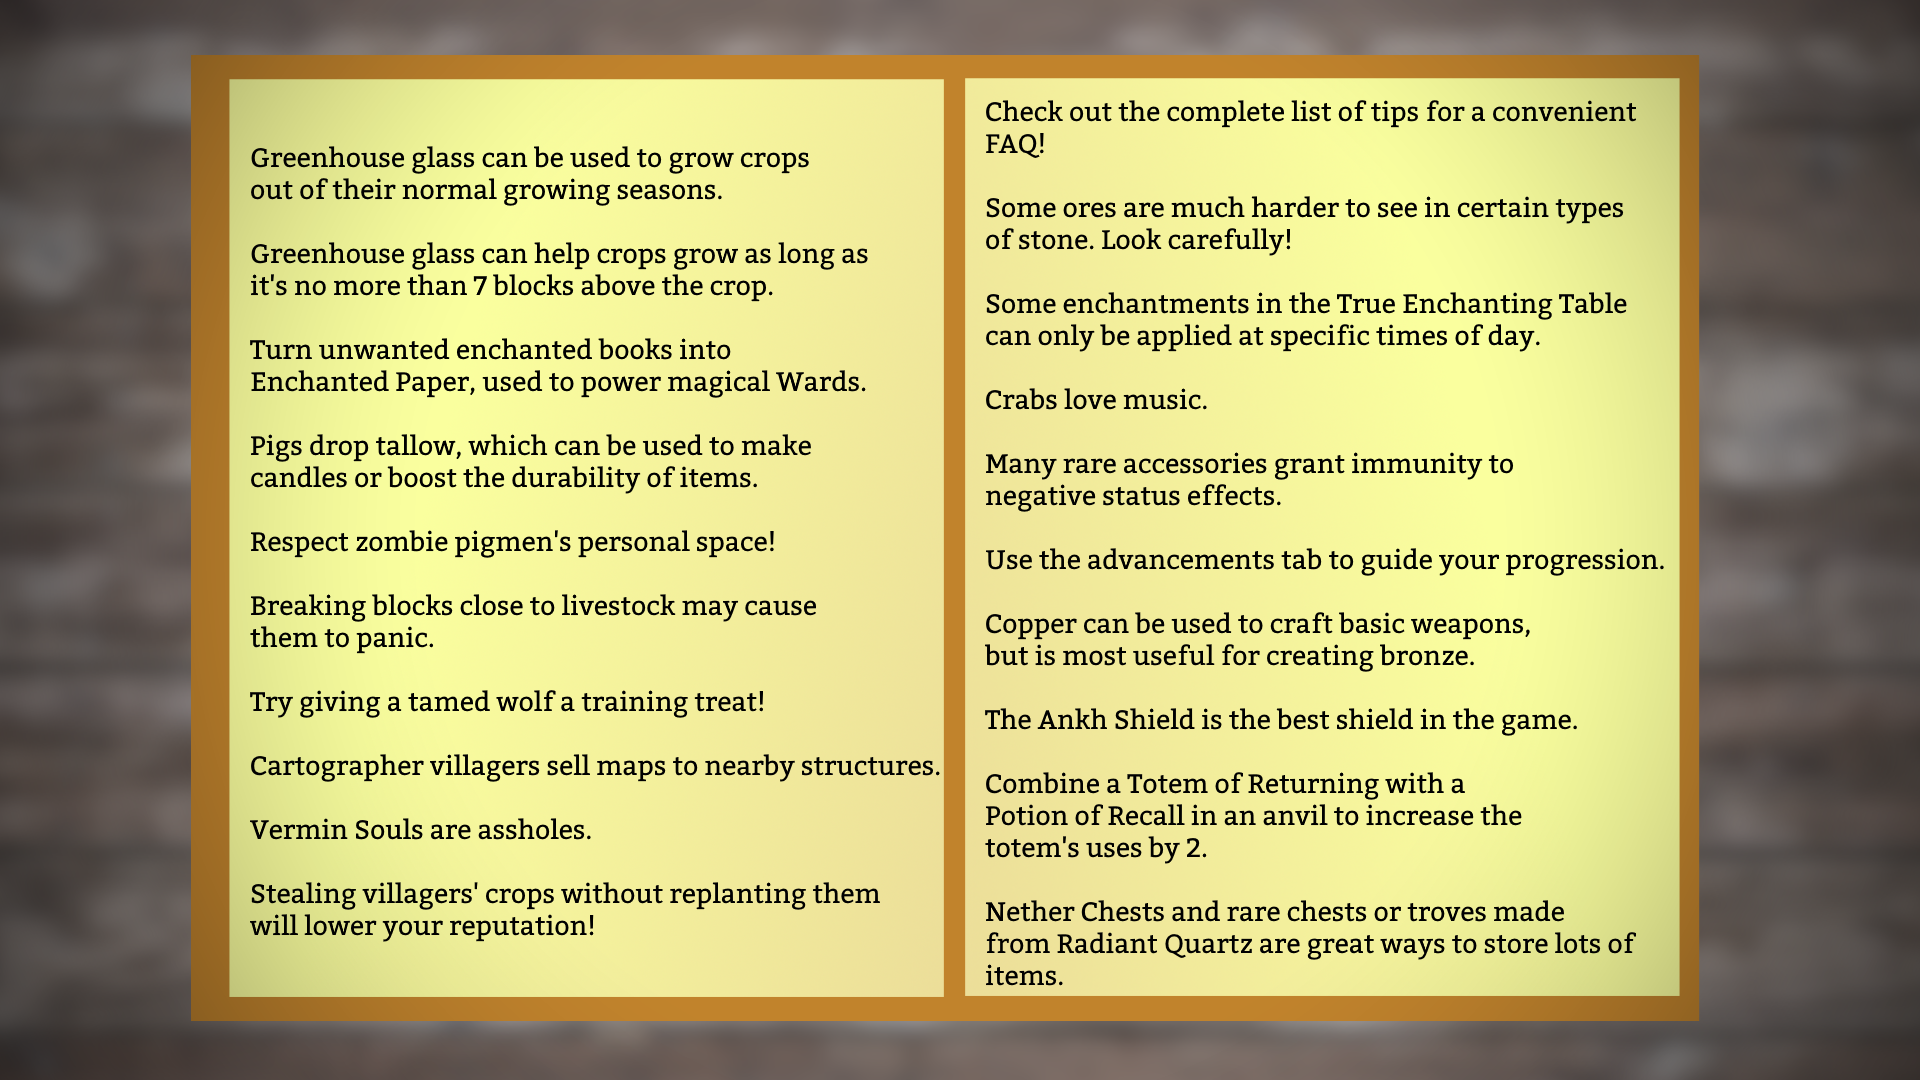 Greenhouse glass can be used to grow crops
out of their normal growing seasons.
Greenhouse glass can help crops grow as long as
it's no more than 7 blocks above the crop.
Turn unwanted enchanted books into
Enchanted Paper, used to power magical Wards.
Pigs drop tallow, which can be used to make
candles or boost the durability of items.
Respect zombie pigmen's personal space!
Breaking blocks close to livestock may cause
them to panic.
Try giving a tamed wolf a training treat!
Cartographer villagers sell maps to nearby structures.
Vermin Souls are assholes.
Stealing villagers' crops without replanting them
will lower your reputation!
Check out the complete list of tips for a convenient
FAQ!
Some ores are much harder to see in certain types
of stone. Look carefully!
Some enchantments in the True Enchanting Table
can only be applied at specific times of day.
Crabs love music.
Many rare accessories grant immunity to
negative status effects.
Use the advancements tab to guide your progression.
Copper can be used to craft basic weapons,
but is most useful for creating bronze.
The Ankh Shield is the best shield in the game.
Combine a Totem of Returning with a
Potion of Recall in an anvil to increase the
totem's uses by 2.
Nether Chests and rare chests or troves made
from Radiant Quartz are great ways to store lots of
items.